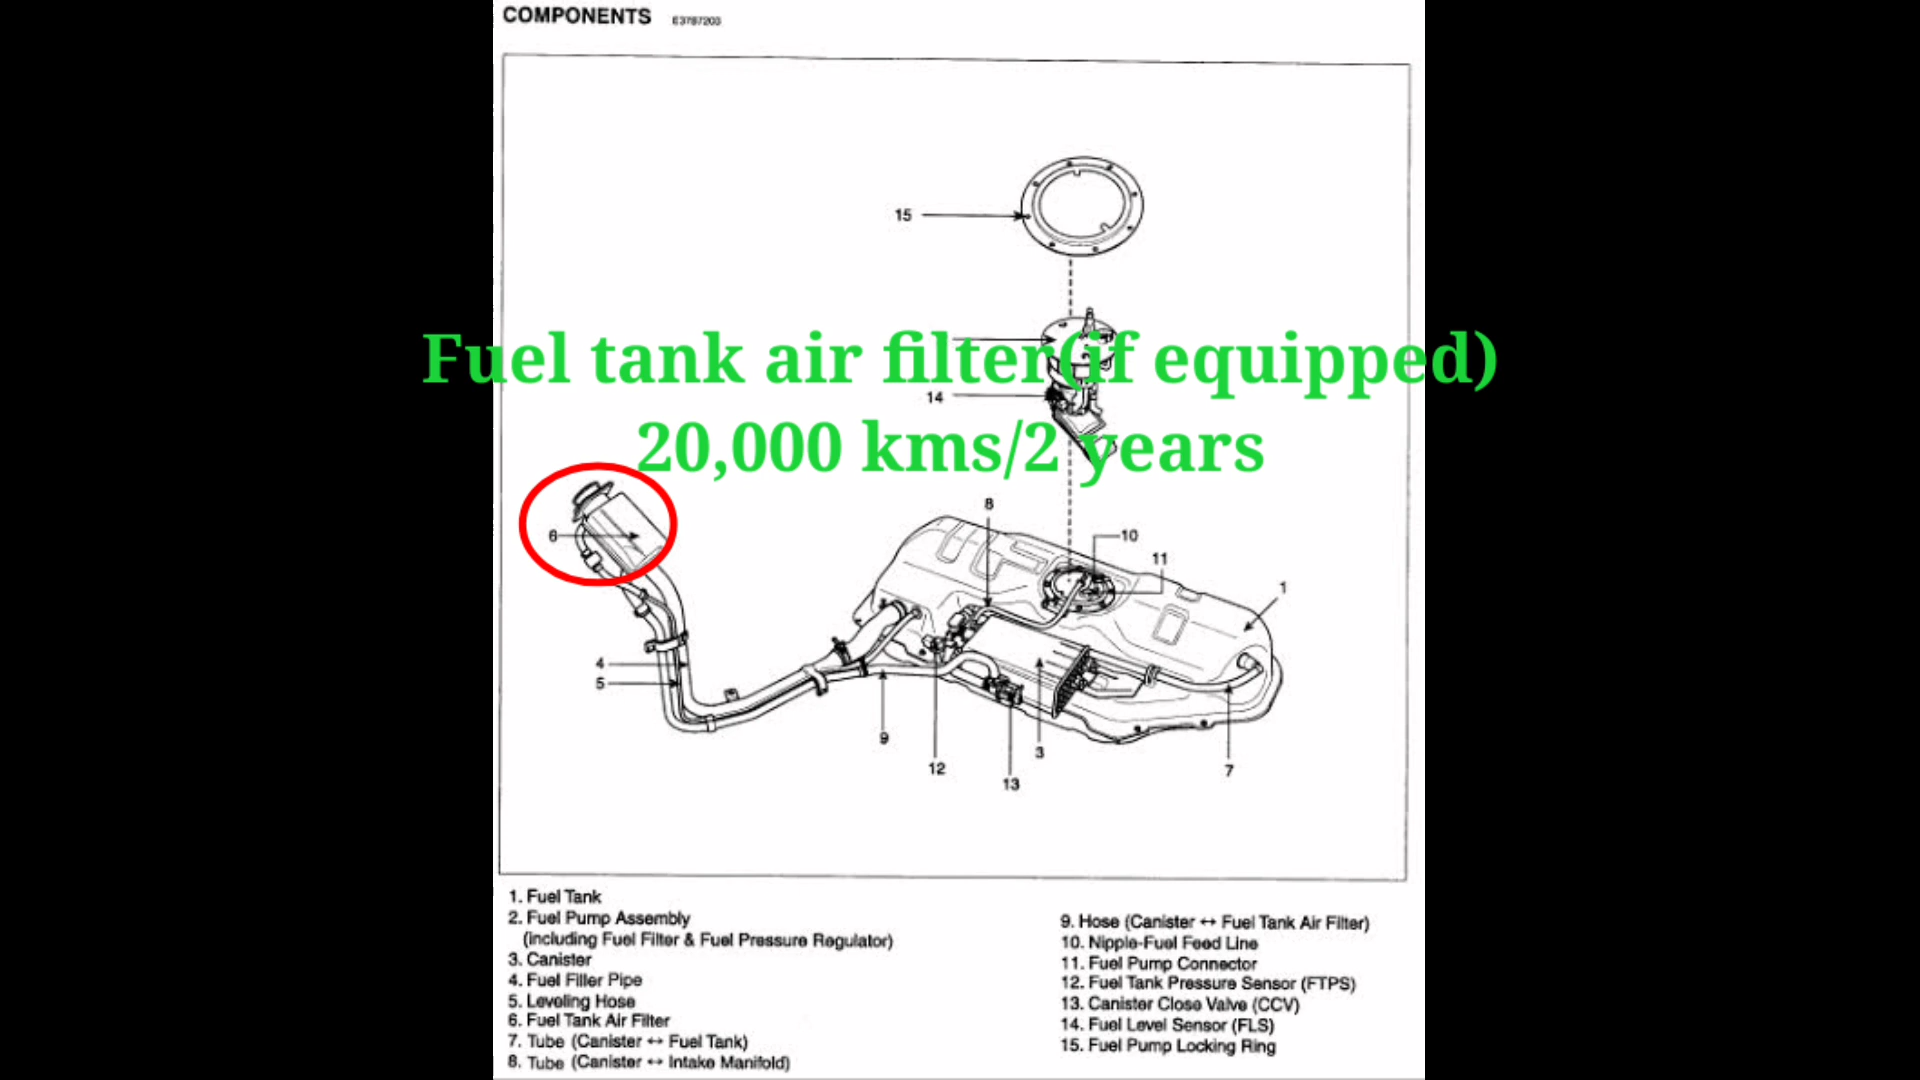 COMPONENTS E3787203
15
Fuel tank air filter(if equipped)
14
20,000 kms/2 years
8
6
10
11
1
4
5
9
12
3
13
7
1. Fuel Tank
2. Fuel Pump Assembly
(including Fuel Filter & Fuel Pressure Regulator)
3. Canister
4. Fuel Filler Pipe
5. Leveling Hose
6. Fuel Tank Air Filter
7. Tube (Canister ↔ Fuel Tank)
8. Tube (Canister ↔ Intake Manifold)
9. Hose (Canister ↔ Fuel Tank Air Filter)
10. Nipple-Fuel Feed Line
11. Fuel Pump Connector
12. Fuel Tank Pressure Sensor (FTPS)
13. Canister Close Valve (CCV)
14. Fuel Level Sensor (FLS)
15. Fuel Pump Locking Ring